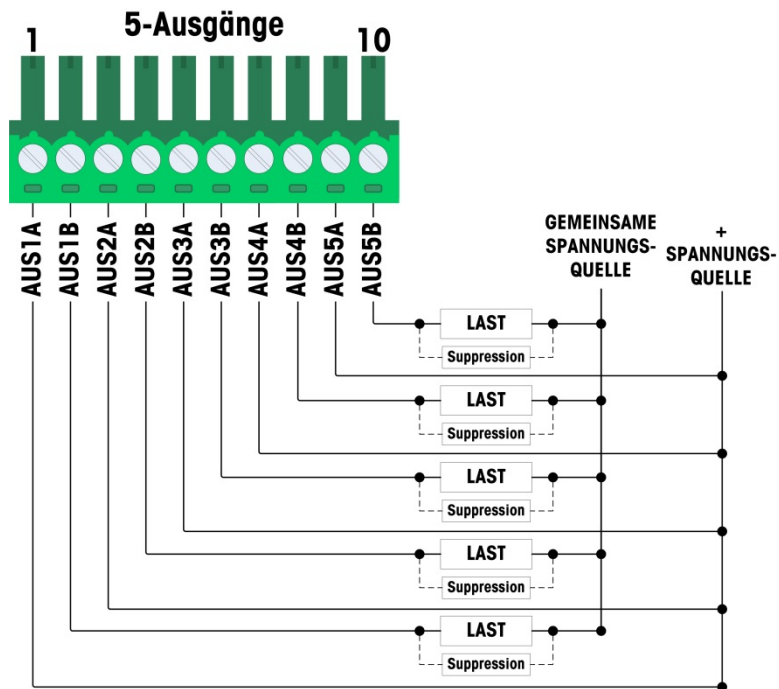 5-Ausgänge
1
10
AUS1A
AUS1B
AUS2A
AUS2B
AUS3A
AUS3B
AUS4A
AUS4B
AUS5A
AUS5B
GEMEINSAME
SPANNUNGS-
QUELLE
+
SPANNUNGS-
QUELLE
LAST
Suppression
LAST
Suppression
LAST
Suppression
LAST
Suppression
LAST
Suppression